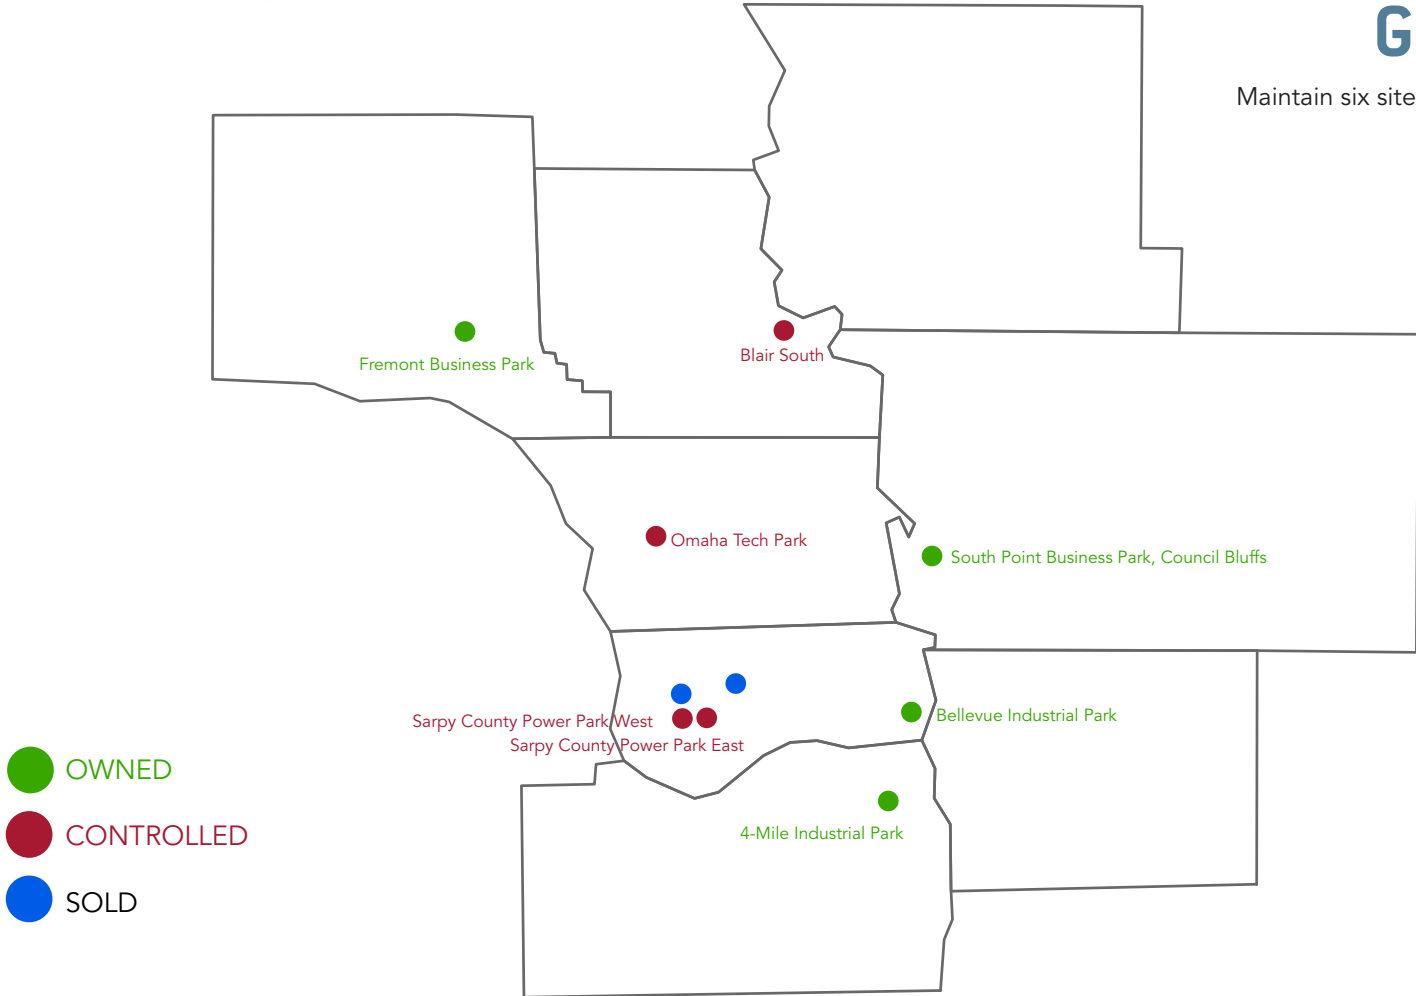 G
Maintain six site
Fremont Business Park
Blair South
Omaha Tech Park
South Point Business Park, Council Bluffs
Sarpy County Power Park West
Bellevue Industrial Park
Sarpy County Power Park East
OWNED
4-Mile Industrial Park
CONTROLLED
SOLD